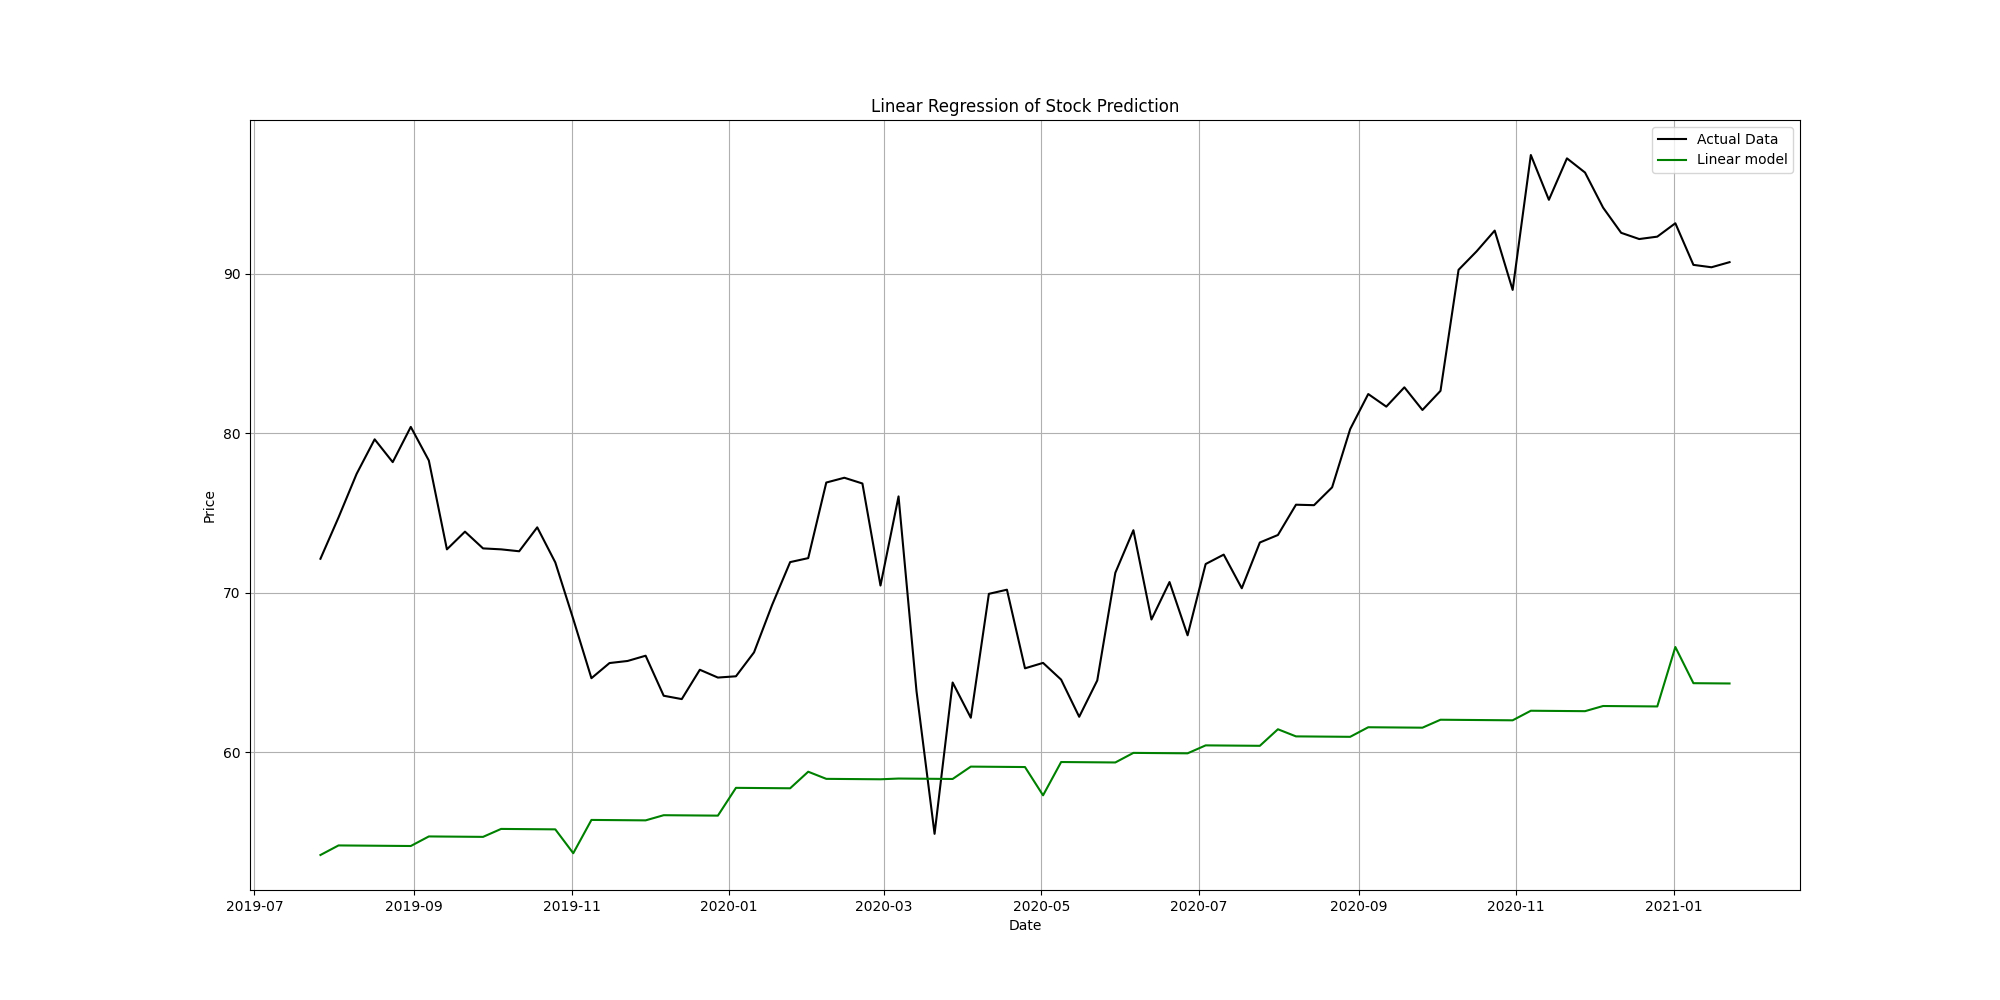 Linear Regression of Stock Prediction
Actual Data
Linear model
90
80
70
60
Price
2019-07 2019-09 2019-11 2020-01 2020-03 2020-05 2020-07 2020-09 2020-11 2021-01
Date